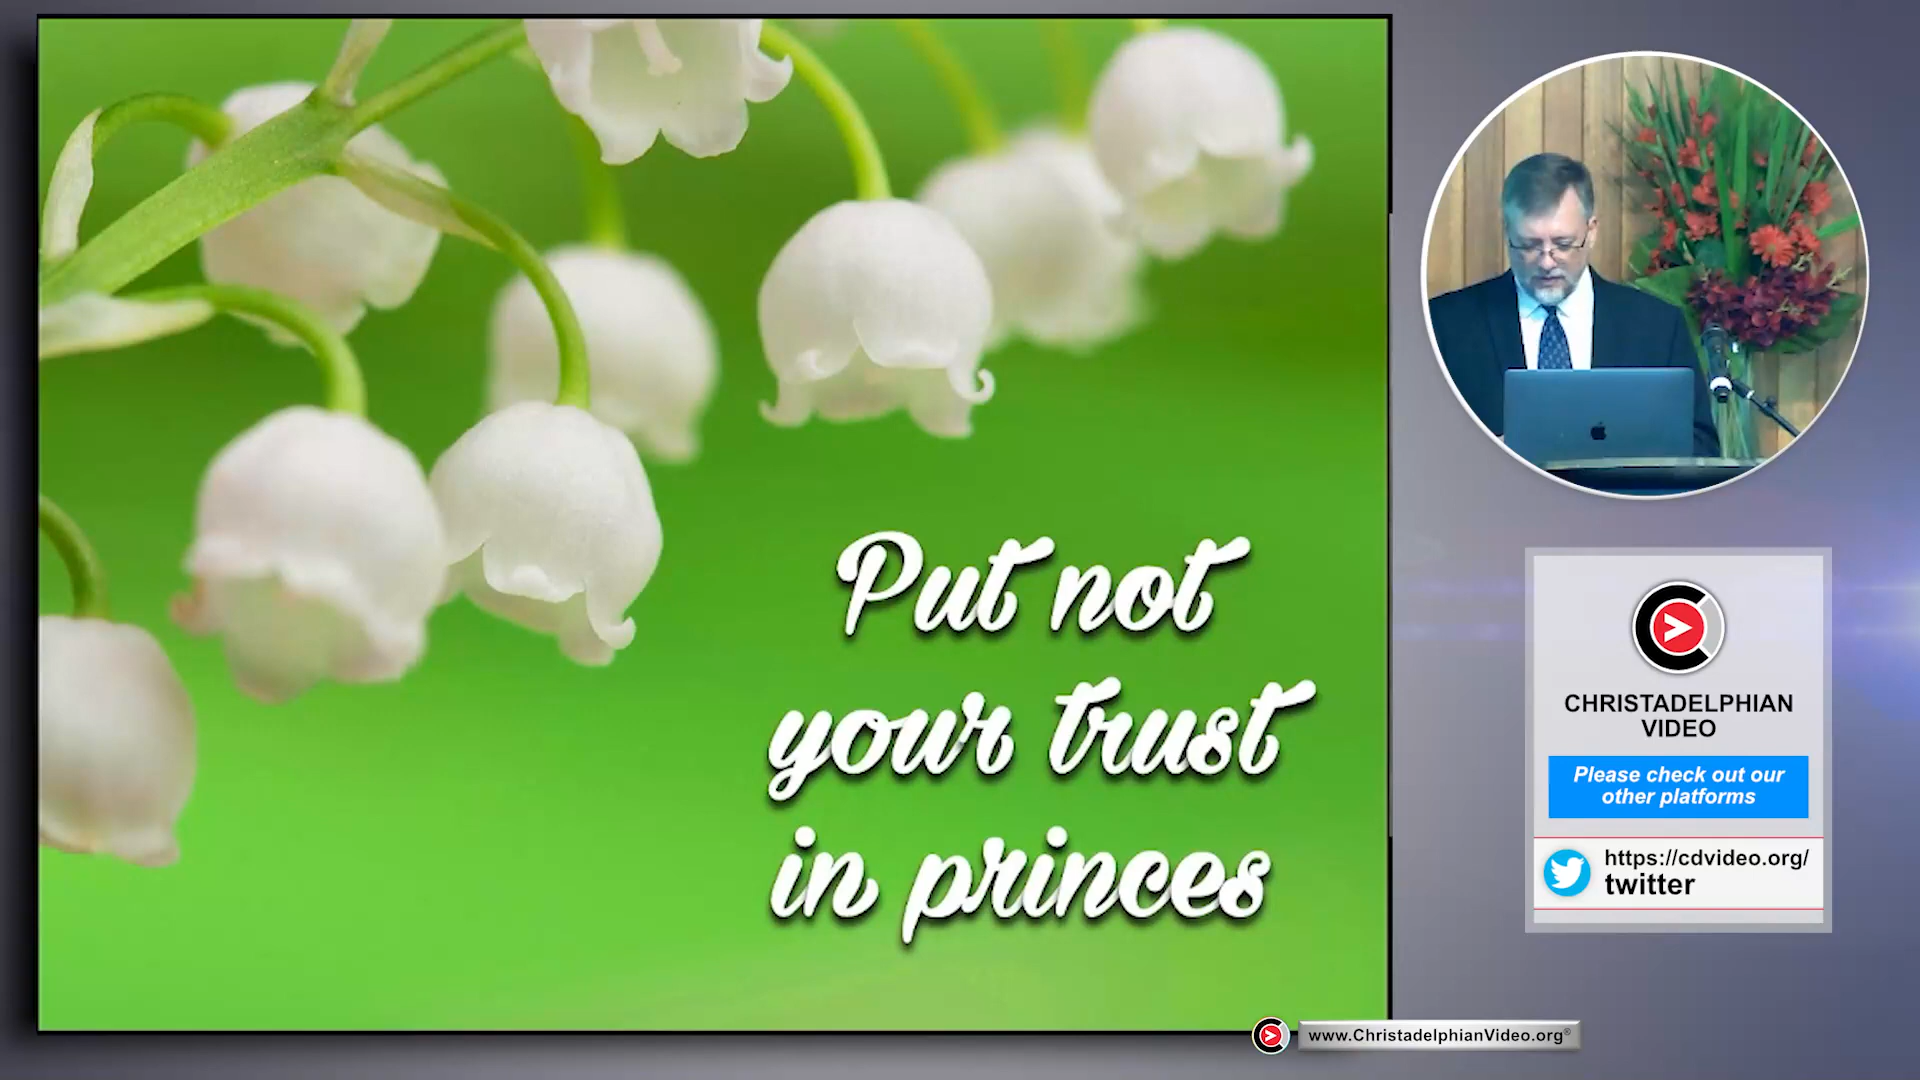 Put not
your trust
in princes
CHRISTADELPHIAN
VIDEO
Please check out our
other platforms
https://cdvideo.org/
twitter
www.ChristadelphianVideo.org®